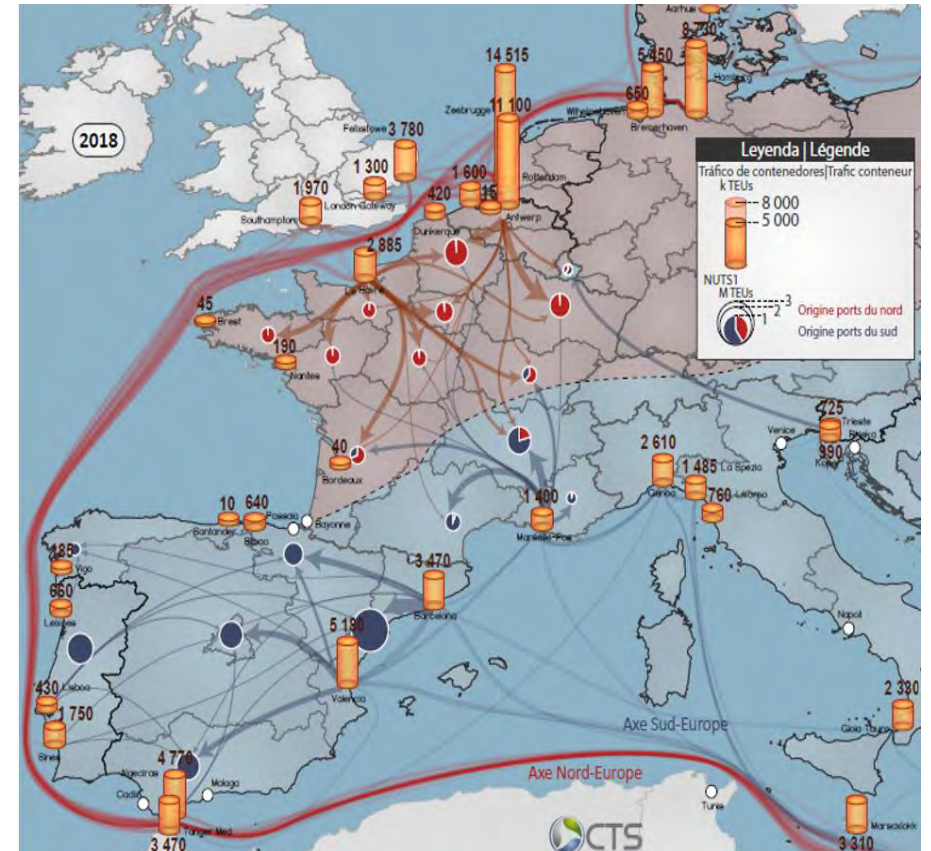 Aarhus
8 730
5 450
Hamburg
14 515
650
Zeebrugge
11 100
Wilhelmshaven
Bremerhaven
2018
Felixstowe
3 780
1 300
London Gateway
1 970
Southampton
1 600
420
15
Rotterdam
Antwerp
Dunkerque
2 885
Le Havre
Leyenda | Légende
Tráfico de contenedores|Trafic conteneur
k TEUs
8 000
5 000
NUTS1
M TEUs
3
2
1
Origine ports du nord
Origine ports du sud
45
Brest
190
Nantes
40
Bordeaux
725
Trieste
Venice
Rijeka
990
Koper
2 610
Genoa
1 485
La Spezia
760
Livorno
1 400
Marseille-Fos
10
640
Santander
Bilbao
Passaia
Bayonne
185
Vigo
660
Leixoes
3 470
Barcelona
5 180
Valencia
Napoli
430
Lisboa
1 750
Sines
2 330
Gioia Tauro
Axe Sud-Europe
4 770
Algeciras
Malaga
Cadiz
Tanger Med
3 470
Axe Nord-Europe
Tunis
CTS
Marsaxlokk
3 310